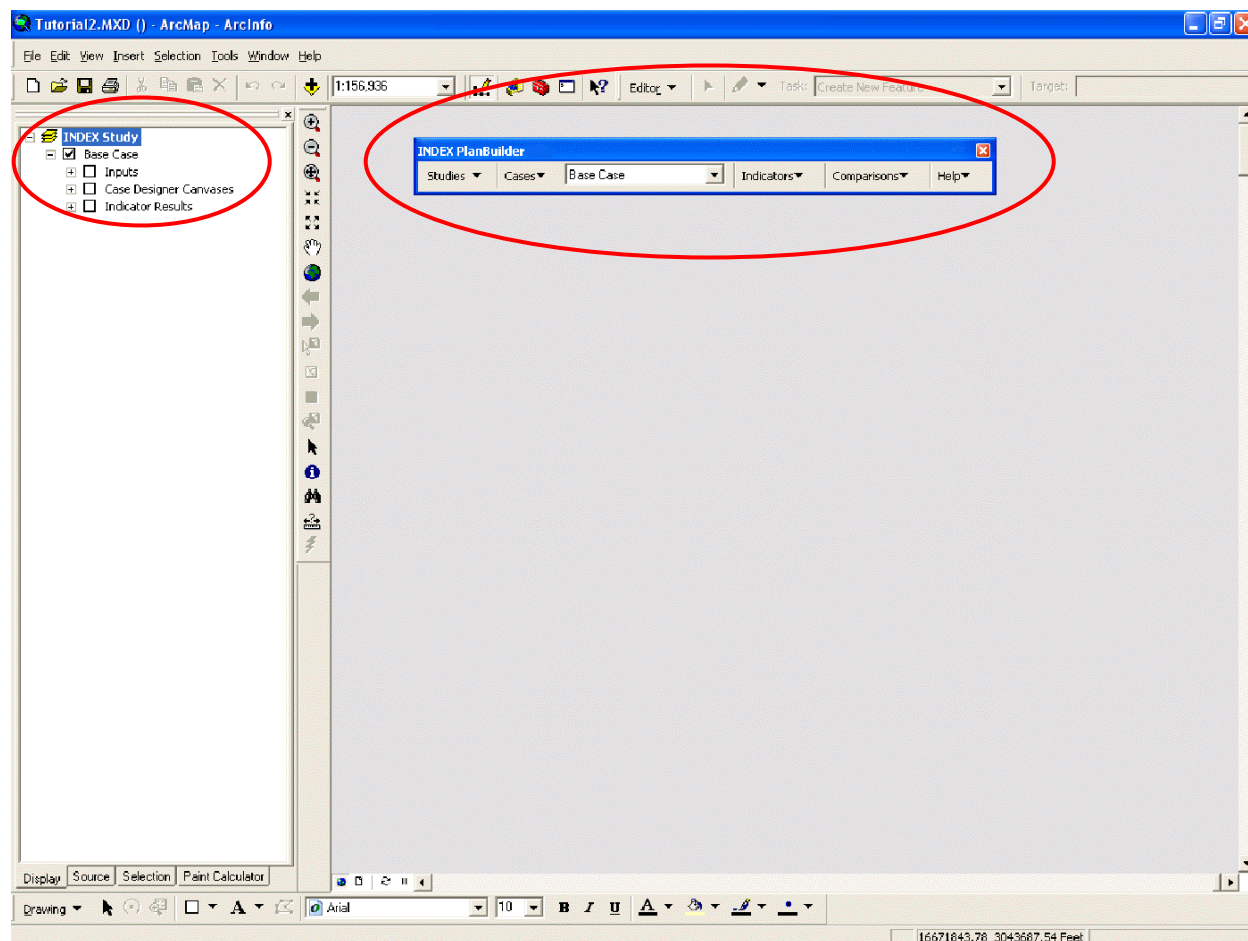 Tutorial2.MXD () - ArcMap - ArcInfo
File Edit View Insert Selection Tools Window Help
1:156,936 Editor Task: Create New Feature Target:
INDEX Study
Base Case
Inputs
Case Designer Canvases
Indicator Results
INDEX PlanBuilder
Studies Cases Base Case Indicators Comparisons Help
Display Source Selection Paint Calculator
Drawing A Arial 10 B I U A
16671843.78 3043687.54 Feet